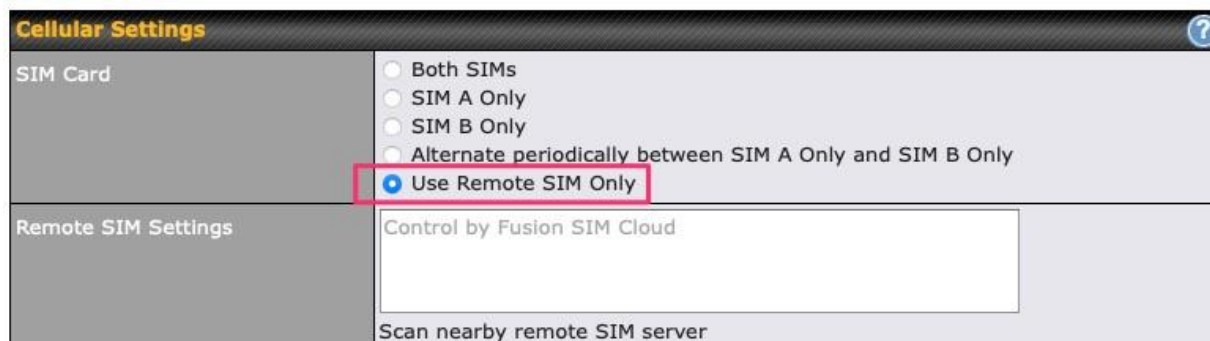 Cellular Settings
?
SIM Card
Both SIMs
SIM A Only
SIM B Only
Alternate periodically between SIM A Only and SIM B Only
Use Remote SIM Only
Remote SIM Settings
Control by Fusion SIM Cloud
Scan nearby remote SIM server